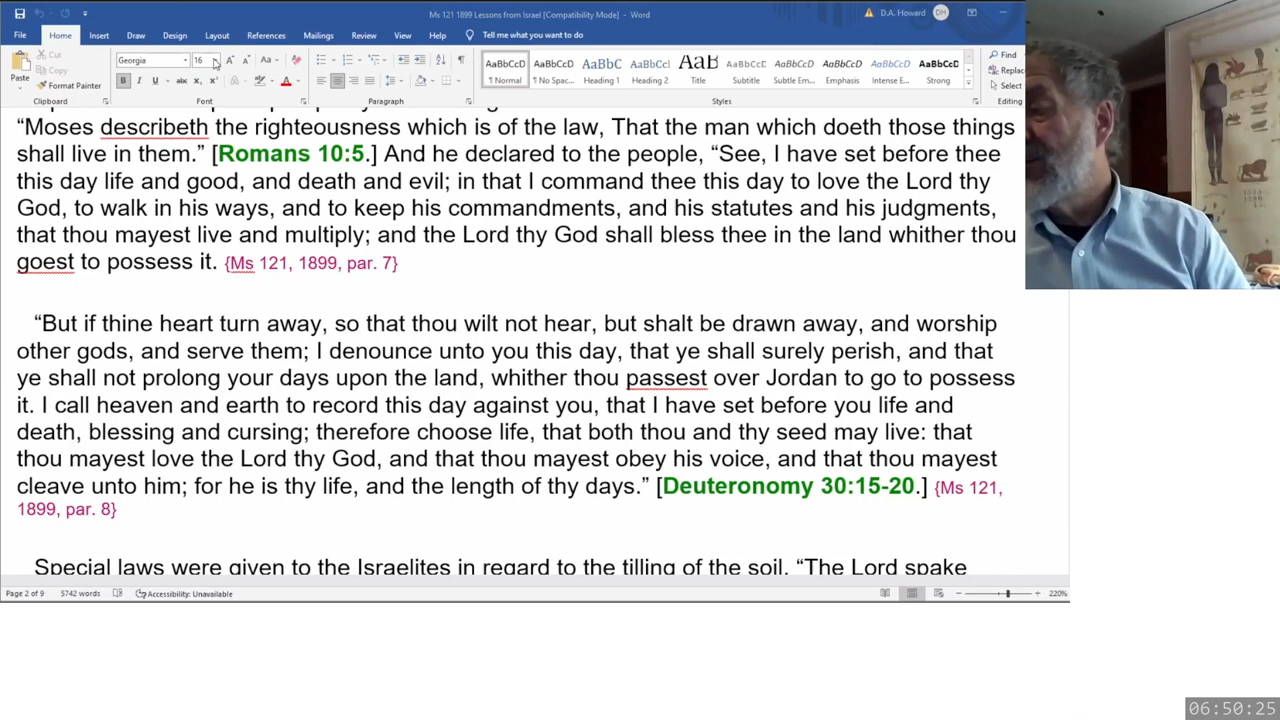 Ms 121 1899 Lessons from Israel [Compatibility Mode] - Word
D.A. Howard
DH
File Home Insert Draw Design Layout References Mailings Review View Help Tell me what you want to do
Paste
Cut
Copy
Format Painter
Georgia 16
AaBbCcD AaBbCcD AaBbC AaBbCcI AaB AaBbCcD AaBbCcD AaBbCcD AaBbCcD AaBbCcD
¶ Normal ¶ No Spac... Heading 1 Heading 2 Title Subtitle Subtle Em... Emphasis Intense E... Strong
Find
Replac
Select
Clipboard Font Paragraph Styles Editing
“Moses describeth the righteousness which is of the law, That the man which doeth those things
shall live in them.” [Romans 10:5.] And he declared to the people, “See, I have set before thee
this day life and good, and death and evil; in that I command thee this day to love the Lord thy
God, to walk in his ways, and to keep his commandments, and his statutes and his judgments,
that thou mayest live and multiply; and the Lord thy God shall bless thee in the land whither thou
goest to possess it. {Ms 121, 1899, par. 7}
“But if thine heart turn away, so that thou wilt not hear, but shalt be drawn away, and worship
other gods, and serve them; I denounce unto you this day, that ye shall surely perish, and that
ye shall not prolong your days upon the land, whither thou passest over Jordan to go to possess
it. I call heaven and earth to record this day against you, that I have set before you life and
death, blessing and cursing; therefore choose life, that both thou and thy seed may live: that
thou mayest love the Lord thy God, and that thou mayest obey his voice, and that thou mayest
cleave unto him; for he is thy life, and the length of thy days.” [Deuteronomy 30:15-20.] {Ms 121,
1899, par. 8}
Special laws were given to the Israelites in regard to the tilling of the soil. “The Lord spake
Page 2 of 9 5742 words Accessibility: Unavailable 220%
06:50:25